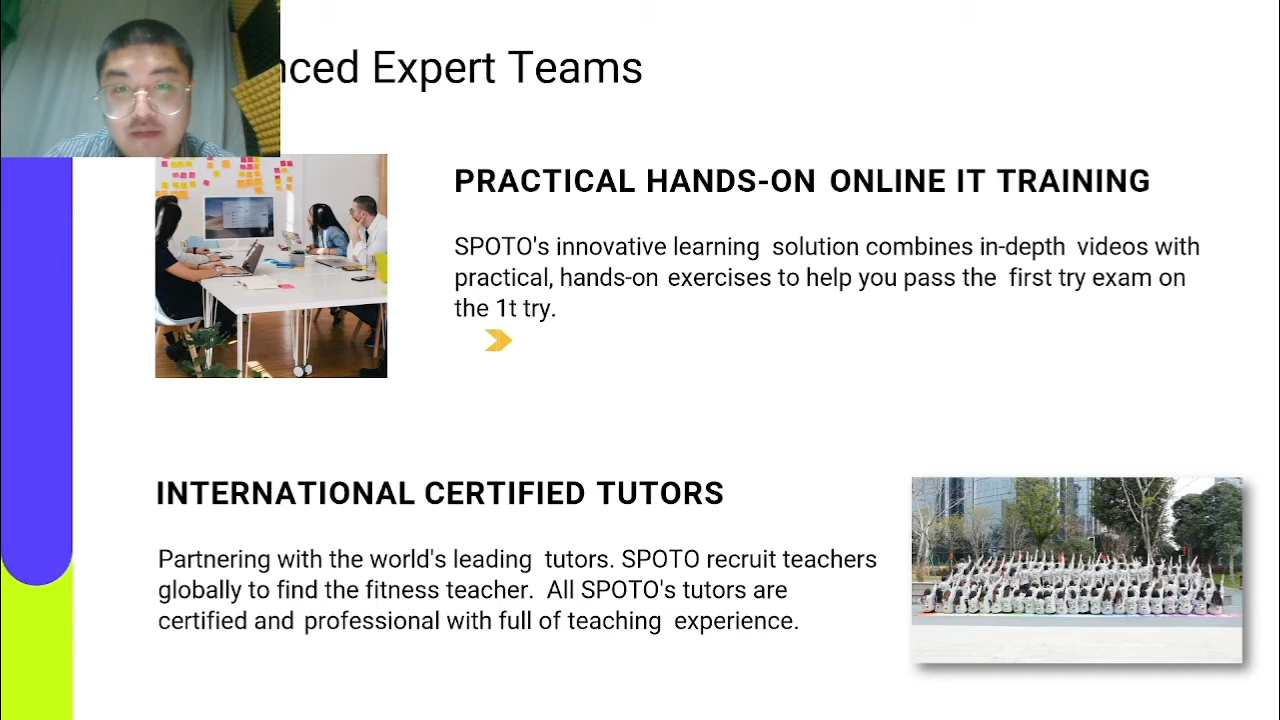 nced Expert Teams
PRACTICAL HANDS-ON ONLINE IT TRAINING
SPOTO's innovative learning solution combines in-depth videos with
practical, hands-on exercises to help you pass the first try exam on
the 1t try.
INTERNATIONAL CERTIFIED TUTORS
Partnering with the world's leading tutors. SPOTO recruit teachers
globally to find the fitness teacher. All SPOTO's tutors are
certified and professional with full of teaching experience.